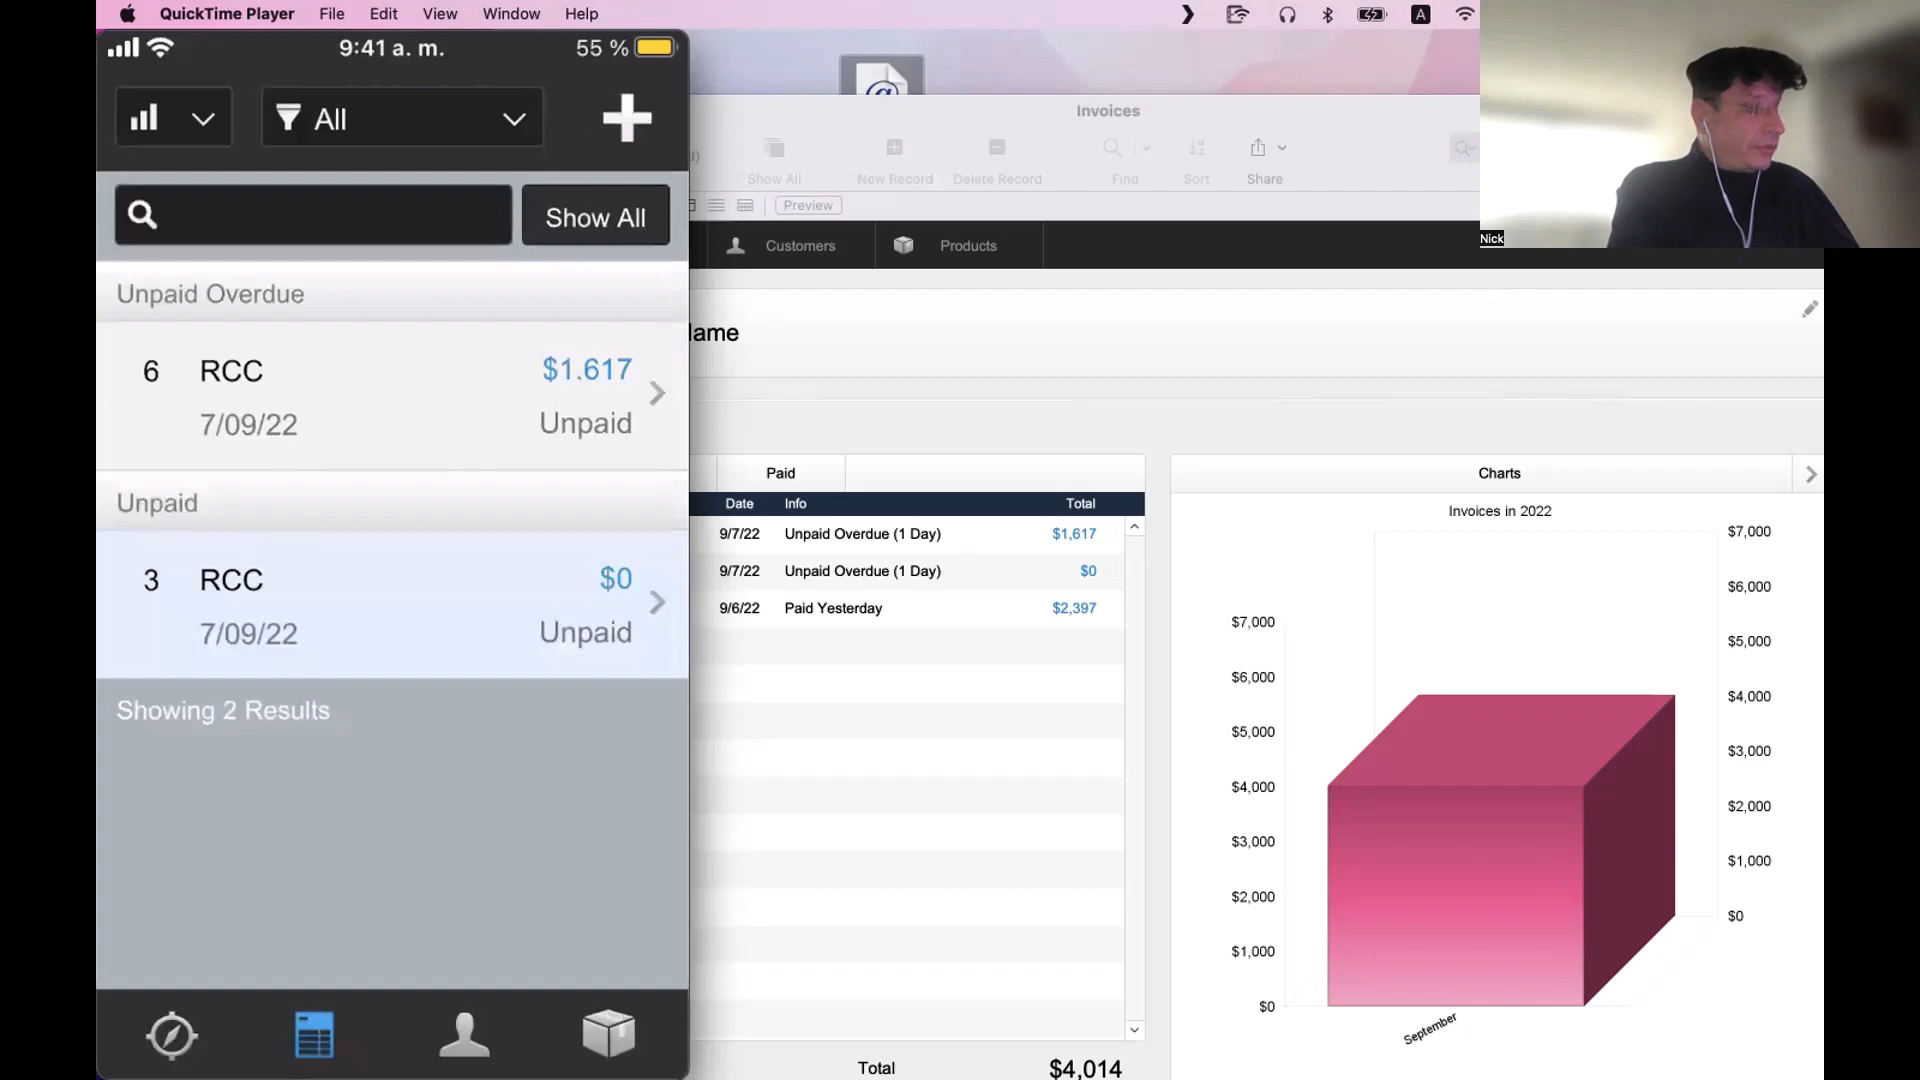 QuickTime Player File Edit View Window Help
A
9:41 a. m. 55 %
All
Show All
Unpaid Overdue
6 RCC $1.617
7/09/22 Unpaid
Unpaid
3 RCC $0
7/09/22 Unpaid
Showing 2 Results
Invoices
Show All New Record Delete Record Find Sort Share
Preview
Customers Products
Paid
Date Info Total
9/7/22 Unpaid Overdue (1 Day) $1,617
9/7/22 Unpaid Overdue (1 Day) $0
9/6/22 Paid Yesterday $2,397
Total $4,014
Charts
Invoices in 2022
$7,000
$6,000
$5,000
$4,000
$3,000
$2,000
$1,000
$0
$7,000
$6,000
$5,000
$4,000
$3,000
$2,000
$1,000
$0
September
Nick